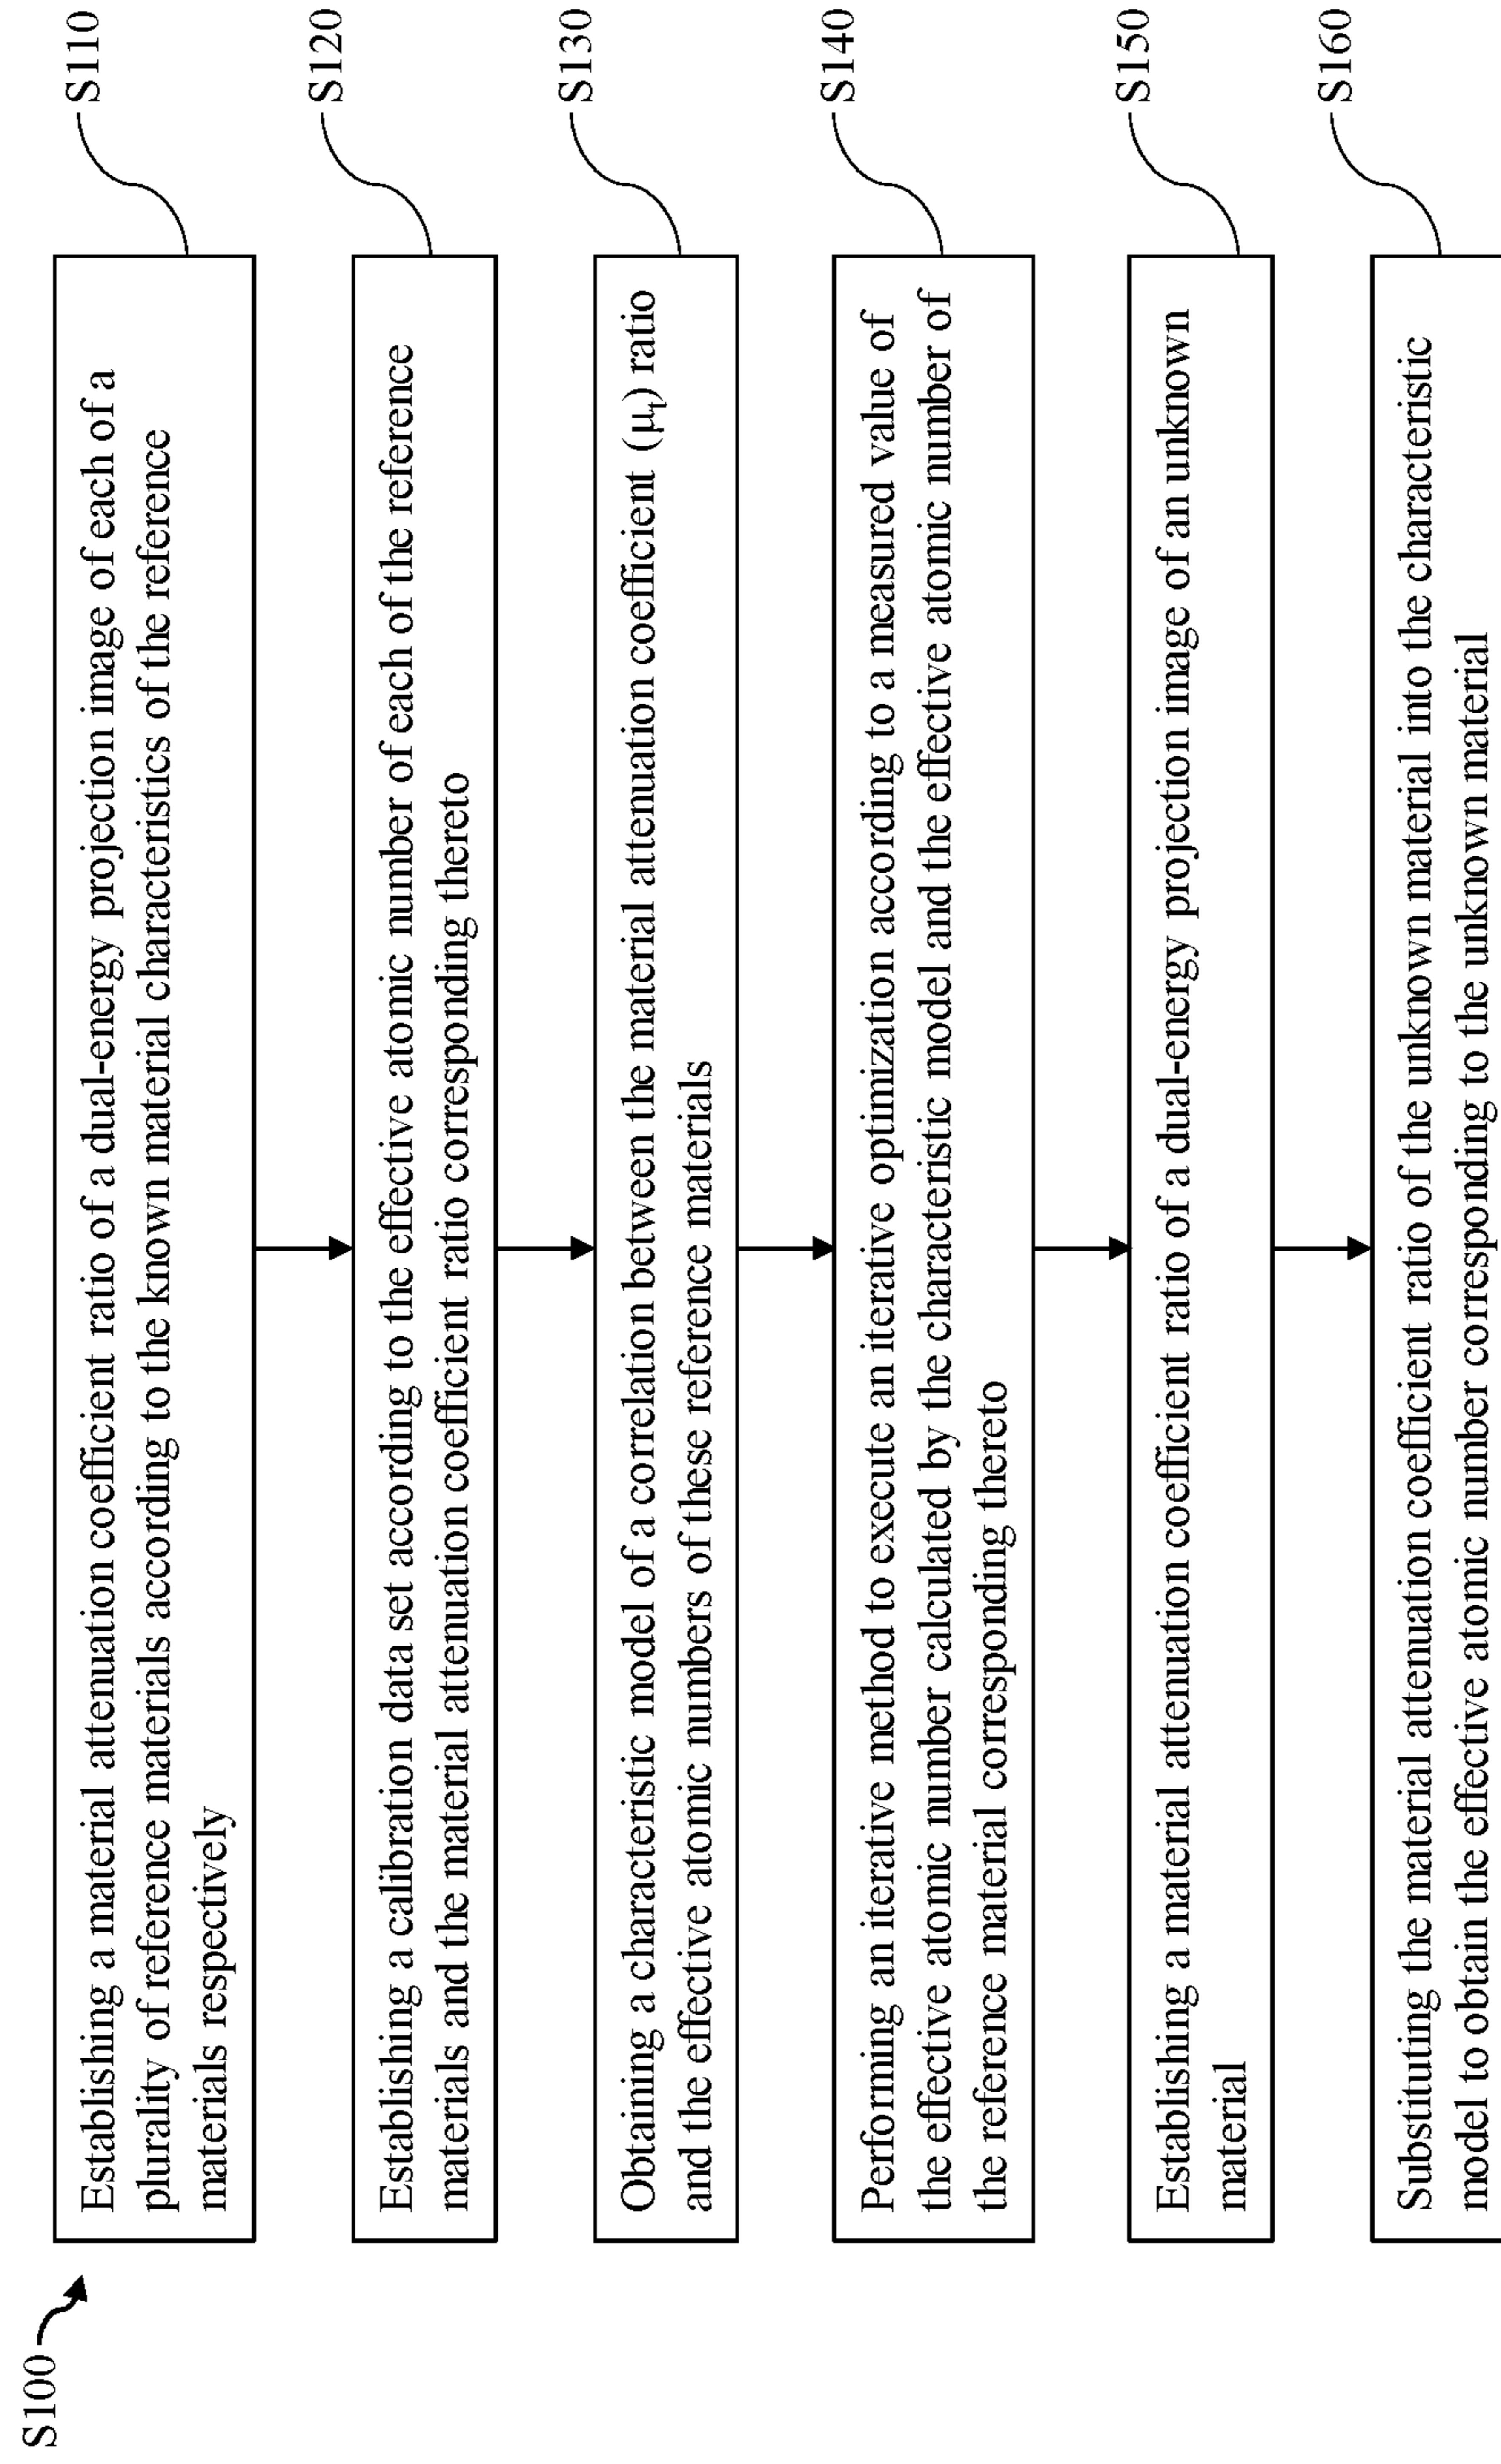 S100
Establishing a material attenuation coefficient ratio of a dual-energy projection image of each of a
plurality of reference materials according to the known material characteristics of the reference
materials respectively
S110
Establishing a calibration data set according to the effective atomic number of each of the reference
materials and the material attenuation coefficient ratio corresponding thereto
S120
Obtaining a characteristic model of a correlation between the material attenuation coefficient (μₜ) ratio
and the effective atomic numbers of these reference materials
S130
Performing an iterative method to execute an iterative optimization according to a measured value of
the effective atomic number calculated by the characteristic model and the effective atomic number of
the reference material corresponding thereto
S140
Establishing a material attenuation coefficient ratio of a dual-energy projection image of an unknown
material
S150
Substituting the material attenuation coefficient ratio of the unknown material into the characteristic
model to obtain the effective atomic number corresponding to the unknown material
S160